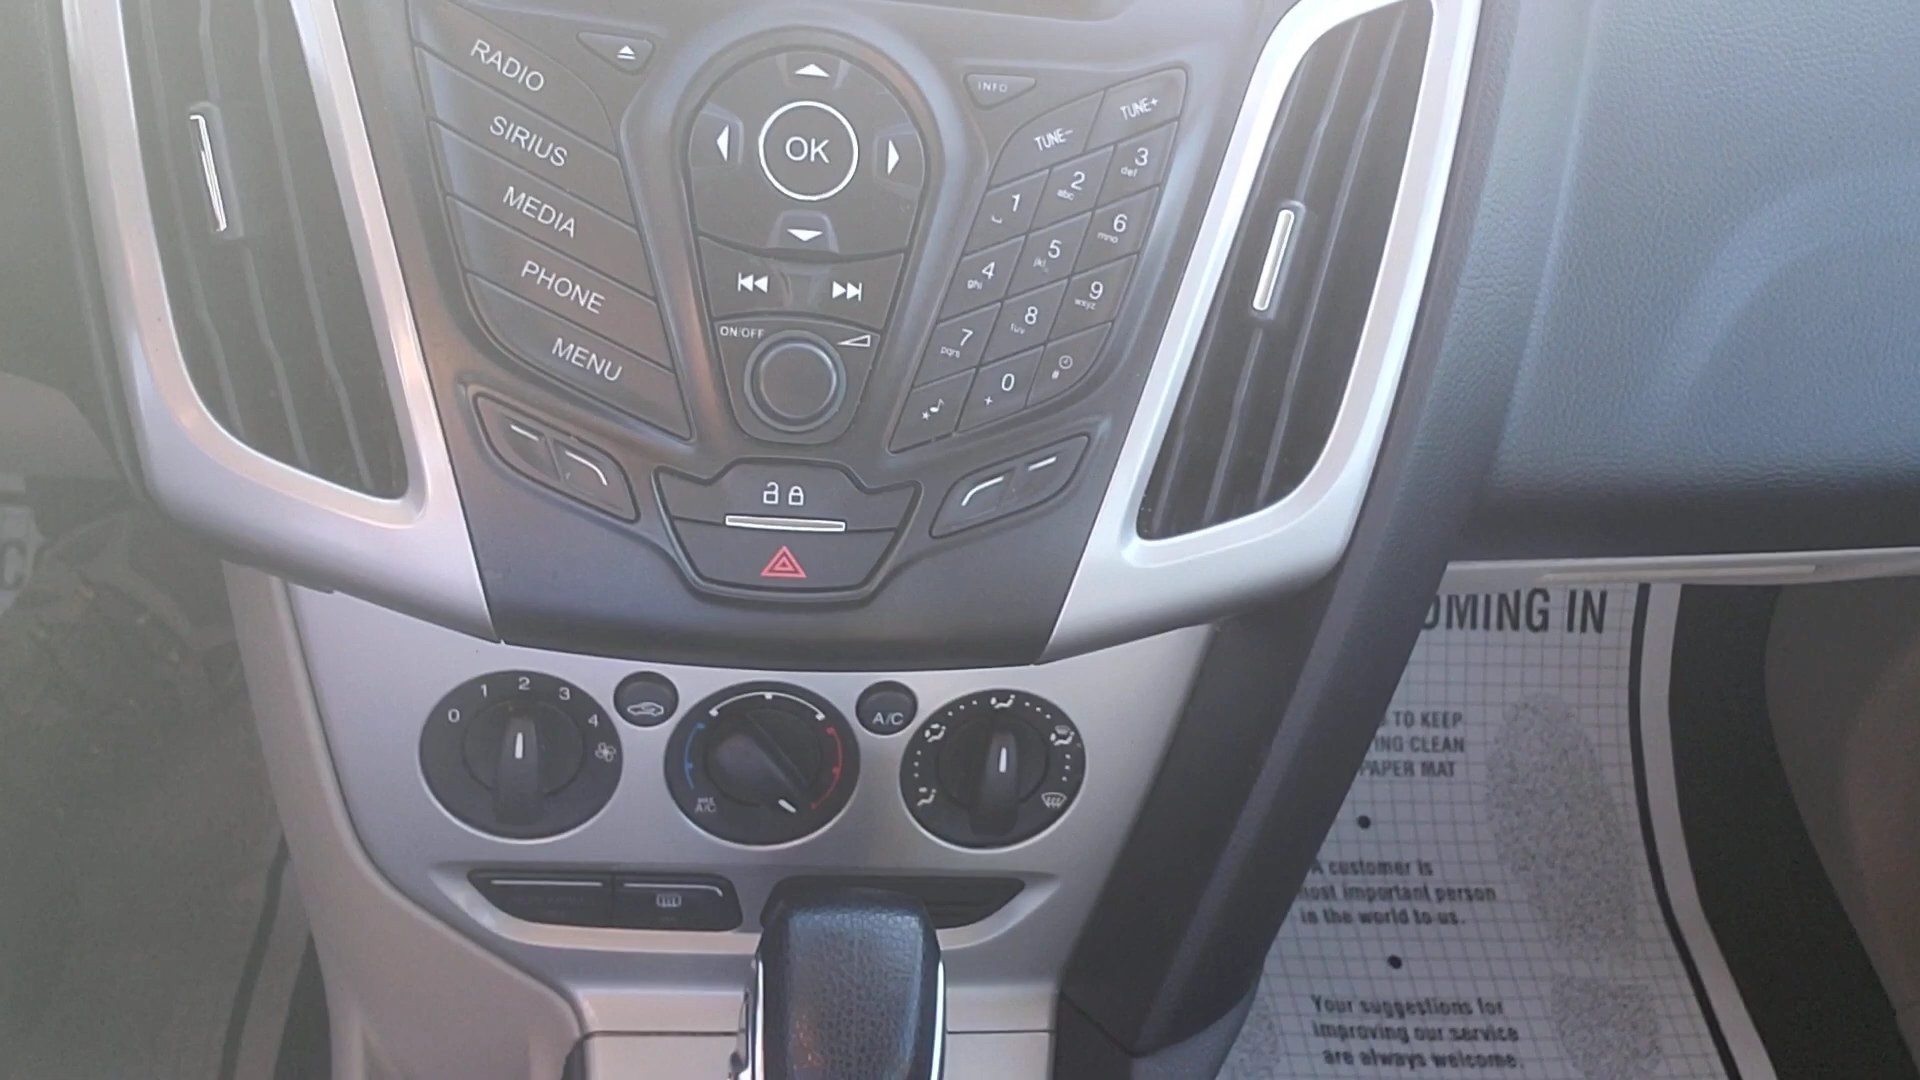 RADIO
SIRIUS
MEDIA
PHONE
MENU
OK
ON/OFF
INFO
TUNE-
TUNE+
1
2 abc
3 def
4 ghi
5 jkl
6 mno
7 pqrs
8 tuv
9 wxyz
*
0 +
#
0 1 2 3 4
MAX
A/C
A/C
OMING IN
TO KEEP
ING CLEAN
PAPER MAT
A customer is
most important person
in the world to us.
Your suggestions for
improving our service
are always welcome.